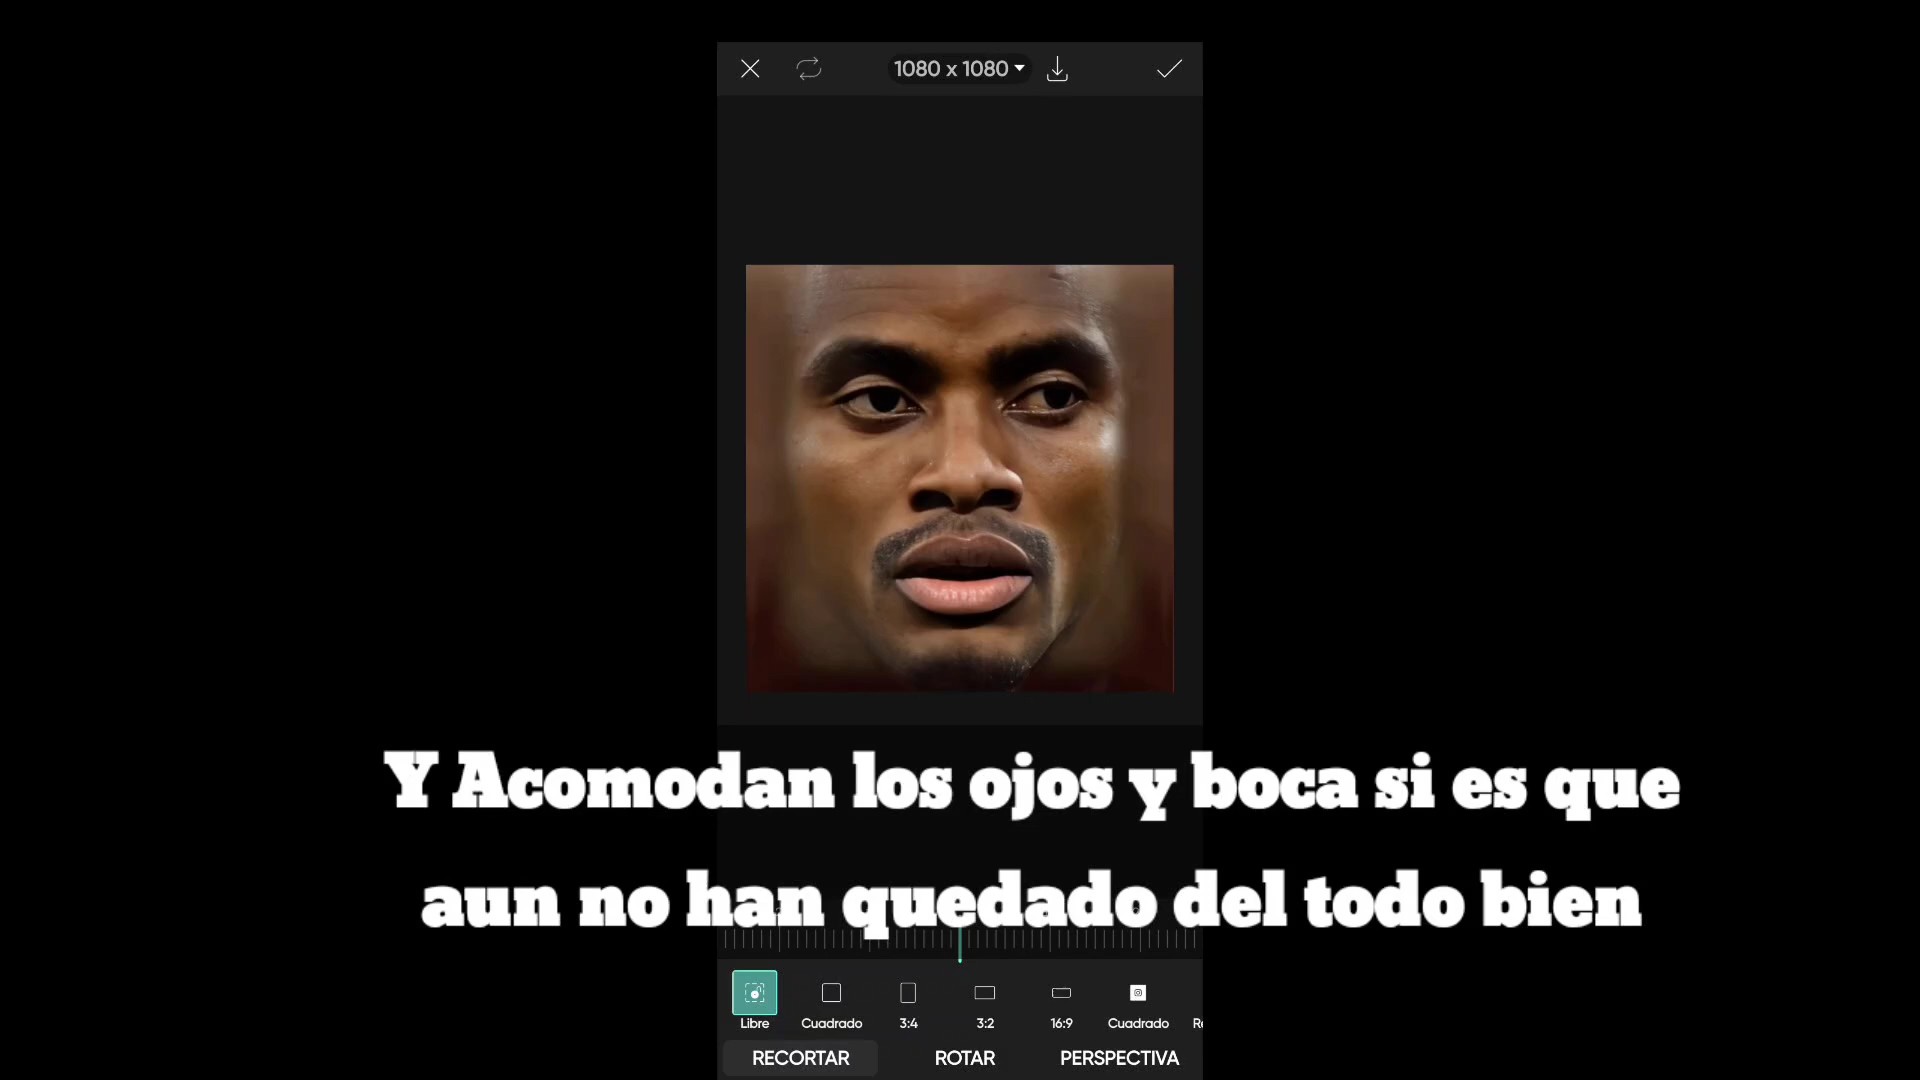 1080 x 1080
Y Acomodan los ojos y boca si es que
aun no han quedado del todo bien
Libre
Cuadrado
3:4
3:2
16:9
Cuadrado
RECORTAR
ROTAR
PERSPECTIVA